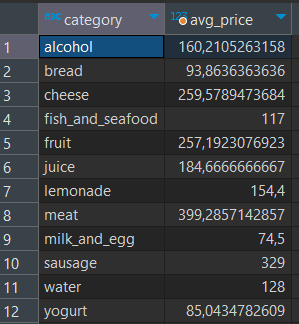 category avg_price
1 alcohol 160,2105263158
2 bread 93,8636363636
3 cheese 259,5789473684
4 fish_and_seafood 117
5 fruit 257,1923076923
6 juice 184,6666666667
7 lemonade 154,4
8 meat 399,2857142857
9 milk_and_egg 74,5
10 sausage 329
11 water 128
12 yogurt 85,0434782609